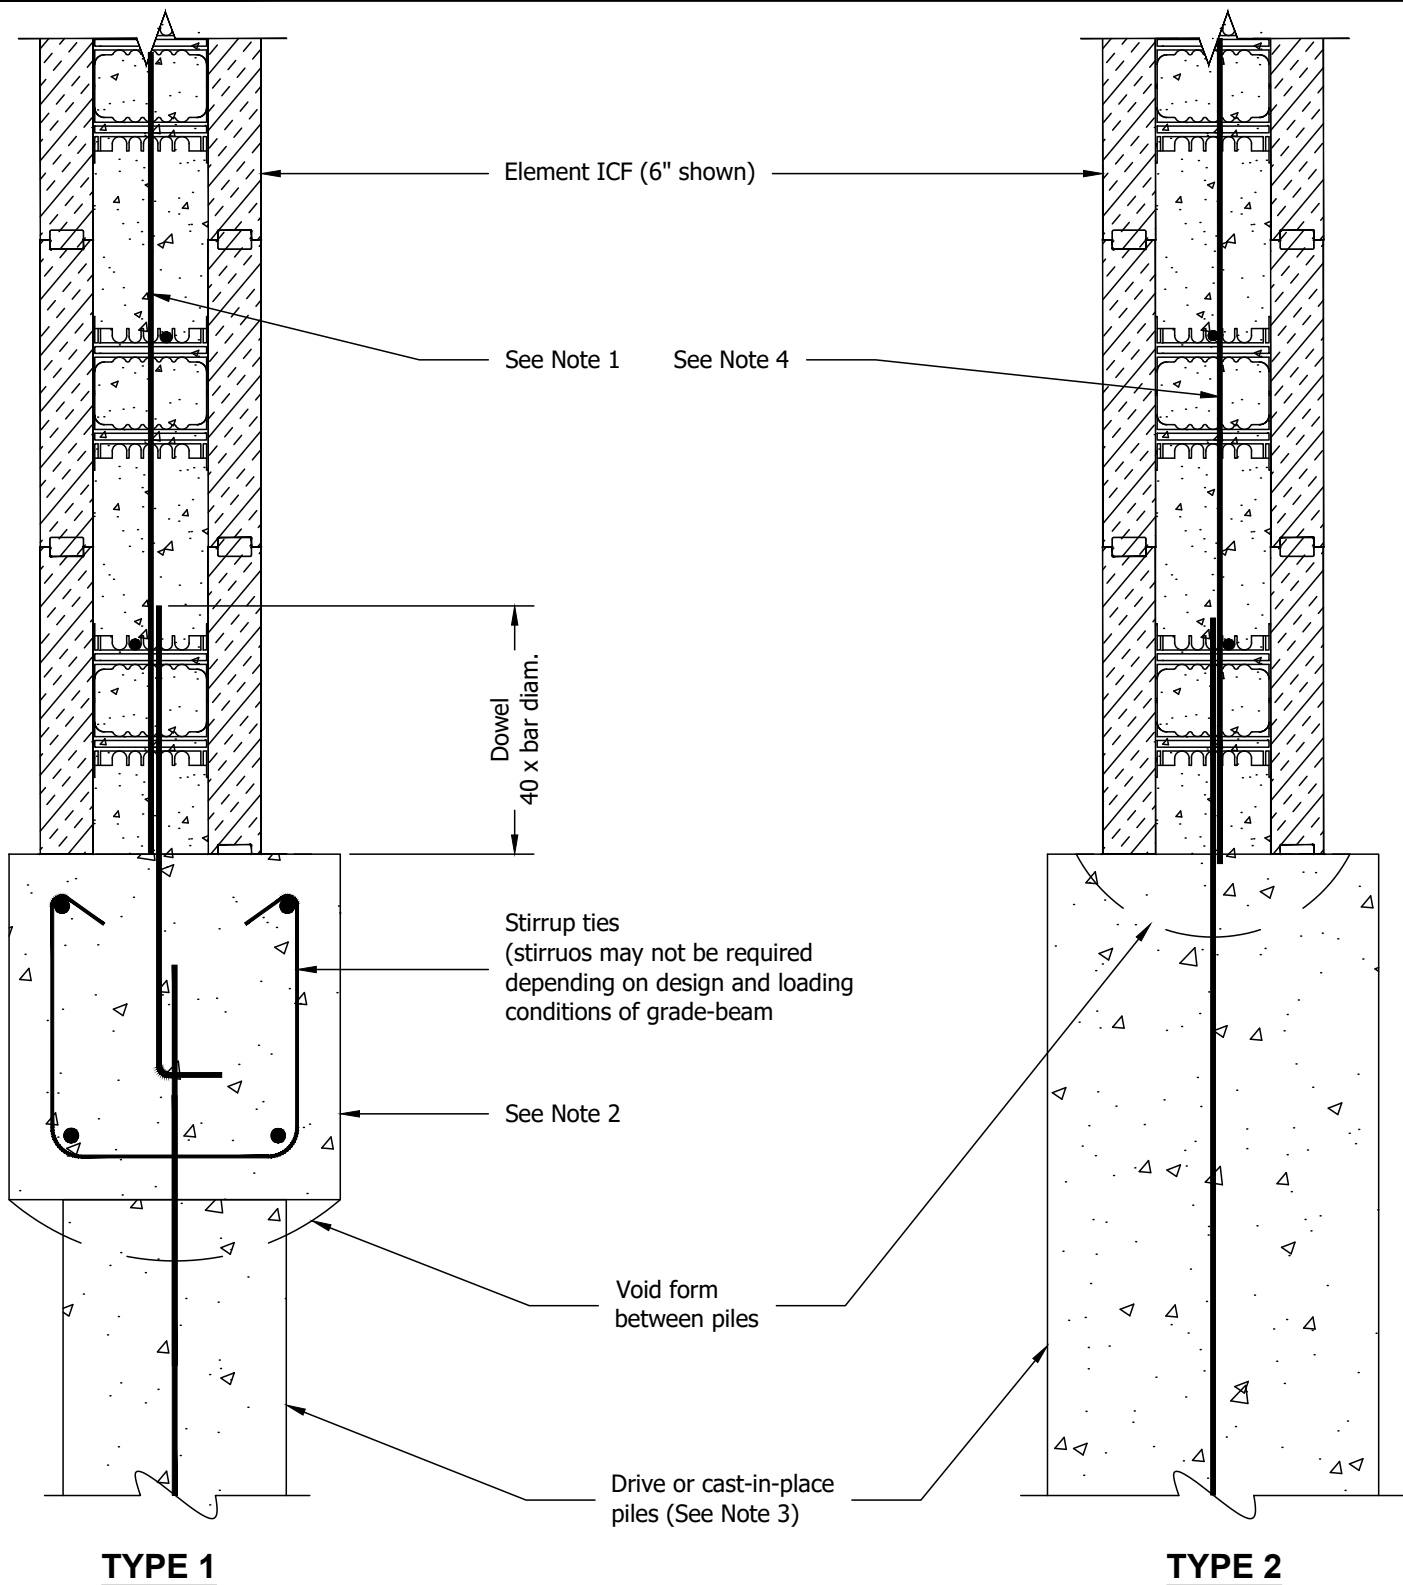 Element ICF (6" shown)
See Note 1
See Note 4
Dowel
40 x bar diam.
Stirrup ties
(stirruos may not be required
depending on design and loading
conditions of grade-beam
See Note 2
Void form
between piles
Drive or cast-in-place
piles (See Note 3)
TYPE 1
TYPE 2